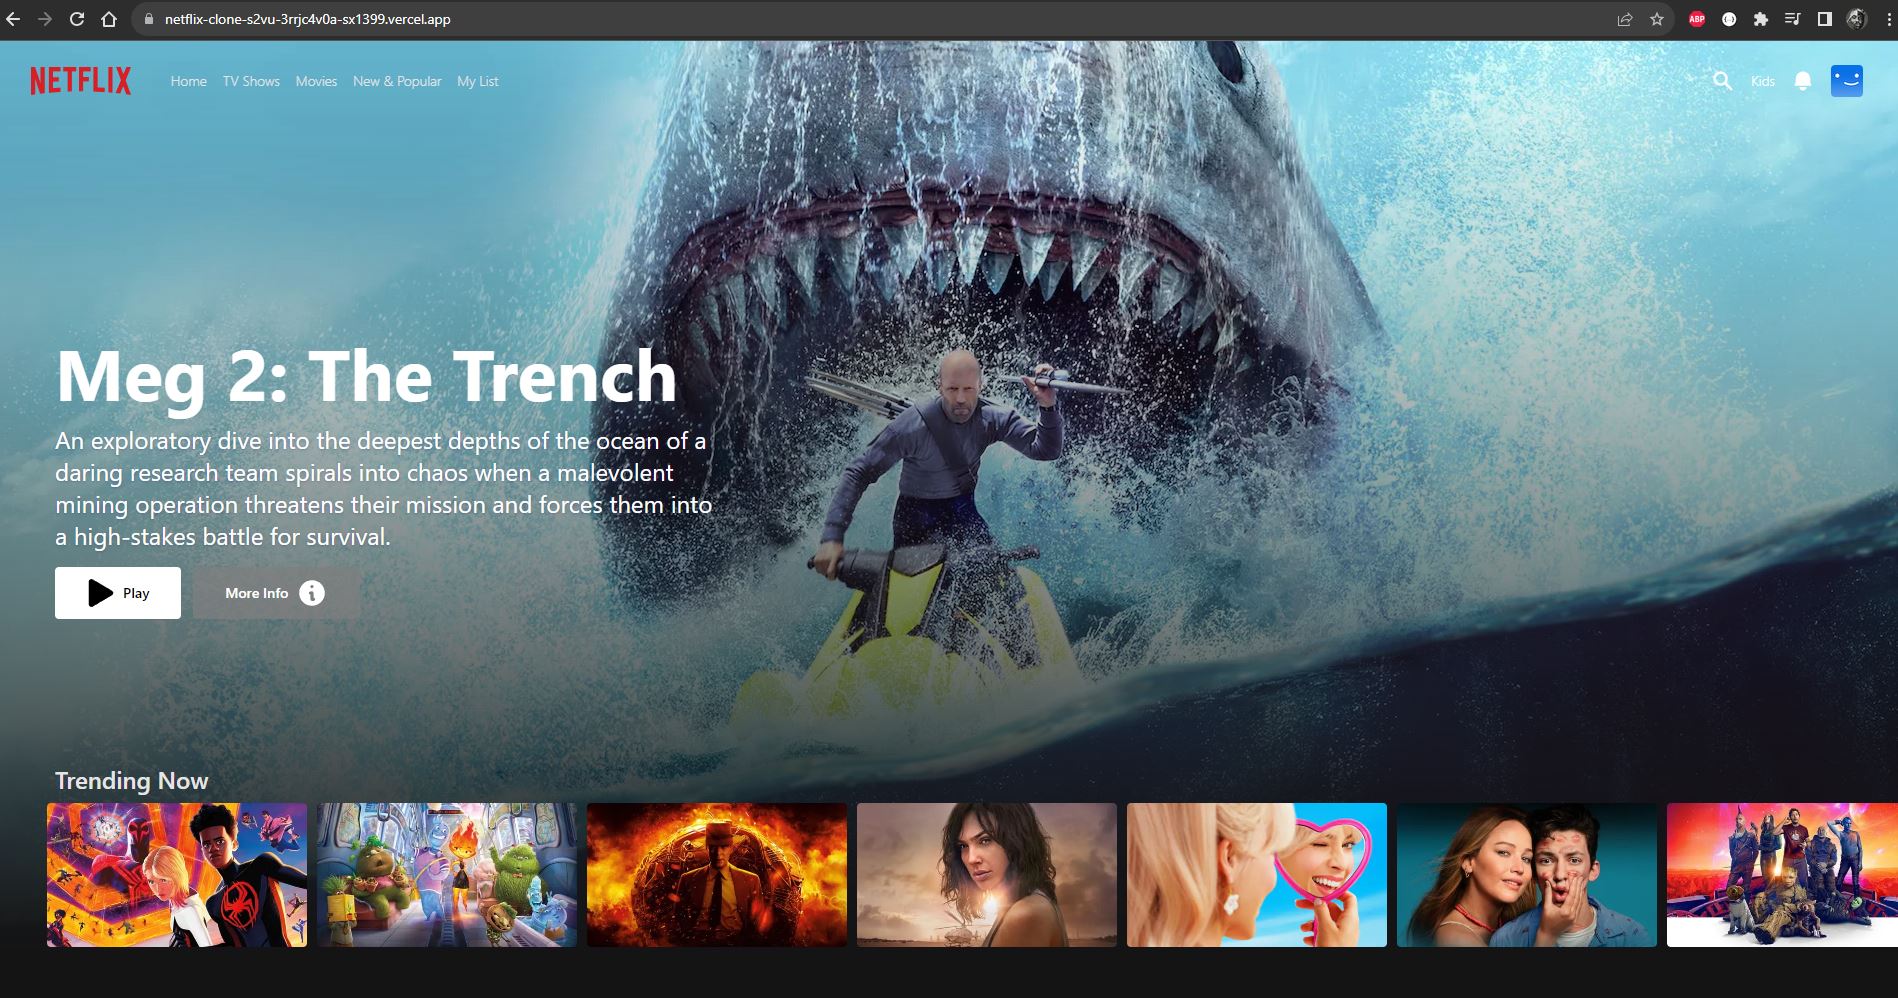 netflix-clone-s2vu-3rrjc4v0a-sx1399.vercel.app
ABP
NETFLIX
Home TV Shows Movies New & Popular My List
Kids
Meg 2: The Trench
An exploratory dive into the deepest depths of the ocean of a
daring research team spirals into chaos when a malevolent
mining operation threatens their mission and forces them into
a high-stakes battle for survival.
Play
More Info
Trending Now